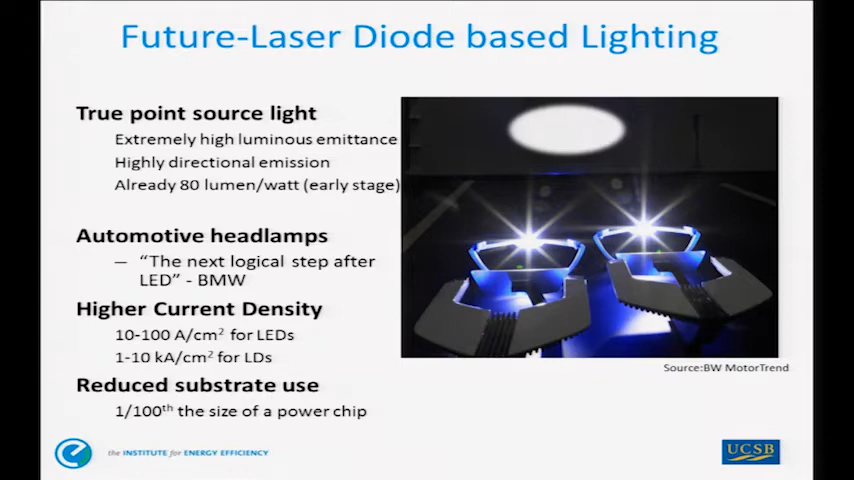 Future-Laser Diode based Lighting
True point source light
Extremely high luminous emittance
Highly directional emission
Already 80 lumen/watt (early stage)
Automotive headlamps
– “The next logical step after
LED” - BMW
Higher Current Density
10-100 A/cm² for LEDs
1-10 kA/cm² for LDs
Reduced substrate use
1/100th the size of a power chip
Source:BW MotorTrend
the INSTITUTE for ENERGY EFFICIENCY
UCSB